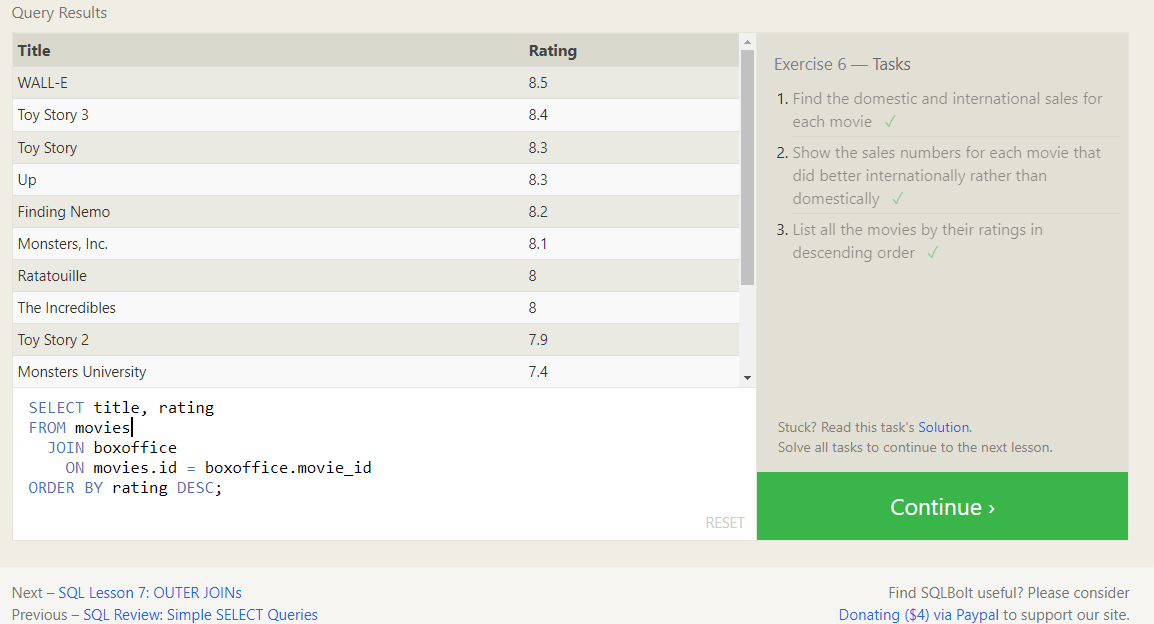 Query Results
Title Rating
WALL-E 8.5
Toy Story 3 8.4
Toy Story 8.3
Up 8.3
Finding Nemo 8.2
Monsters, Inc. 8.1
Ratatouille 8
The Incredibles 8
Toy Story 2 7.9
Monsters University 7.4
SELECT title, rating
FROM movies
JOIN boxoffice
ON movies.id = boxoffice.movie_id
ORDER BY rating DESC;
RESET
Exercise 6 — Tasks
1. Find the domestic and international sales for
each movie ✓
2. Show the sales numbers for each movie that
did better internationally rather than
domestically ✓
3. List all the movies by their ratings in
descending order ✓
Stuck? Read this task's Solution.
Solve all tasks to continue to the next lesson.
Continue ›
Next – SQL Lesson 7: OUTER JOINs
Previous – SQL Review: Simple SELECT Queries
Find SQLBolt useful? Please consider
Donating ($4) via Paypal to support our site.